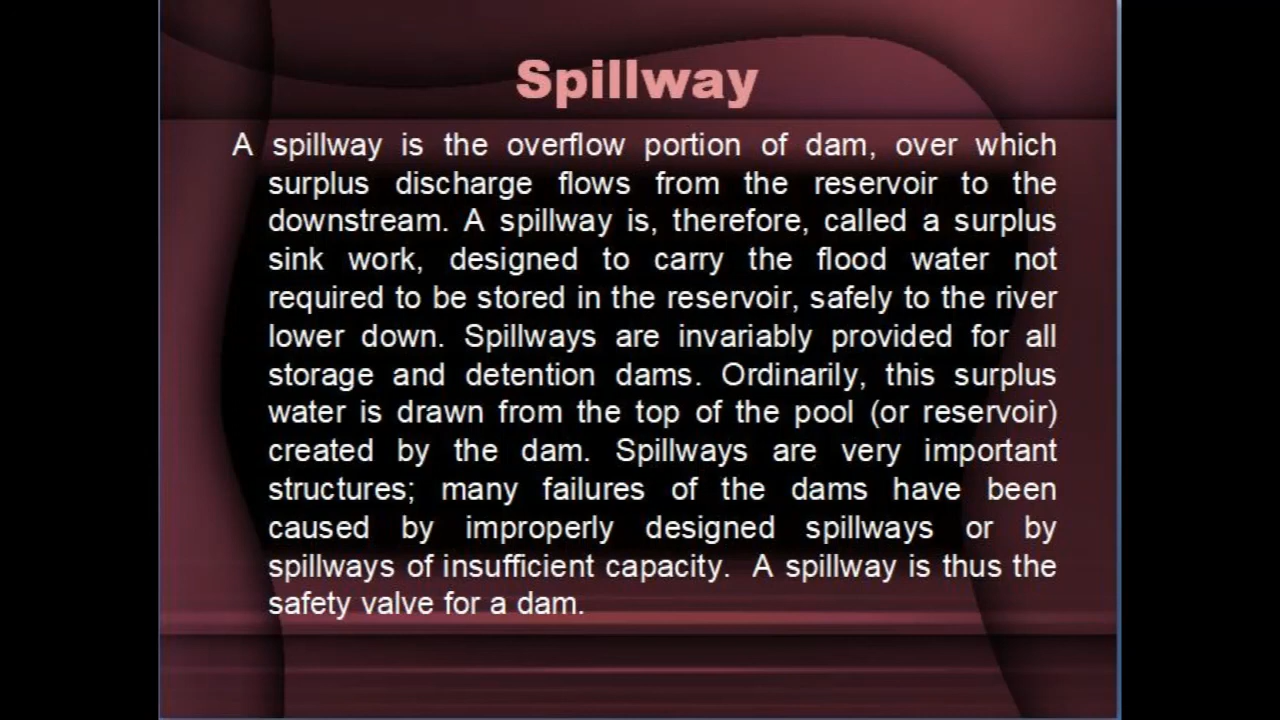 Spillway
A spillway is the overflow portion of dam, over which
surplus discharge flows from the reservoir to the
downstream. A spillway is, therefore, called a surplus
sink work, designed to carry the flood water not
required to be stored in the reservoir, safely to the river
lower down. Spillways are invariably provided for all
storage and detention dams. Ordinarily, this surplus
water is drawn from the top of the pool (or reservoir)
created by the dam. Spillways are very important
structures; many failures of the dams have been
caused by improperly designed spillways or by
spillways of insufficient capacity. A spillway is thus the
safety valve for a dam.